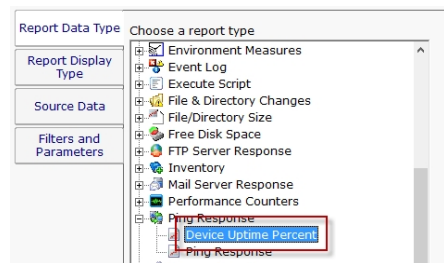 Report Data Type
Report Display
Type
Source Data
Filters and
Parameters
Choose a report type
Environment Measures
Event Log
Execute Script
File & Directory Changes
File/Directory Size
Free Disk Space
FTP Server Response
Inventory
Mail Server Response
Performance Counters
Ping Response
Device Uptime Percent
Ping Response